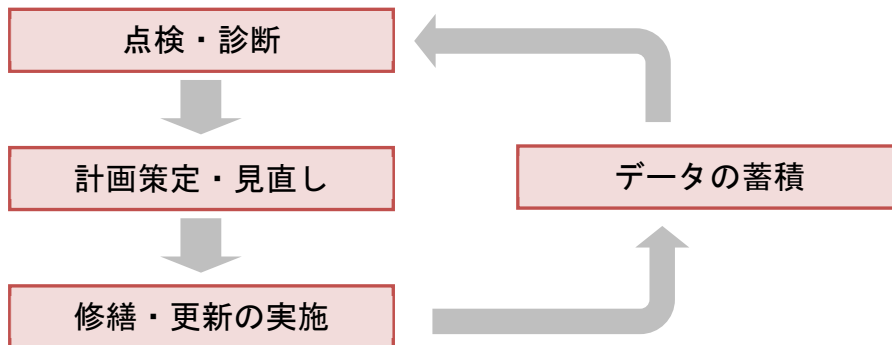 点検・診断
計画策定・見直し
データの蓄積
修繕・更新の実施